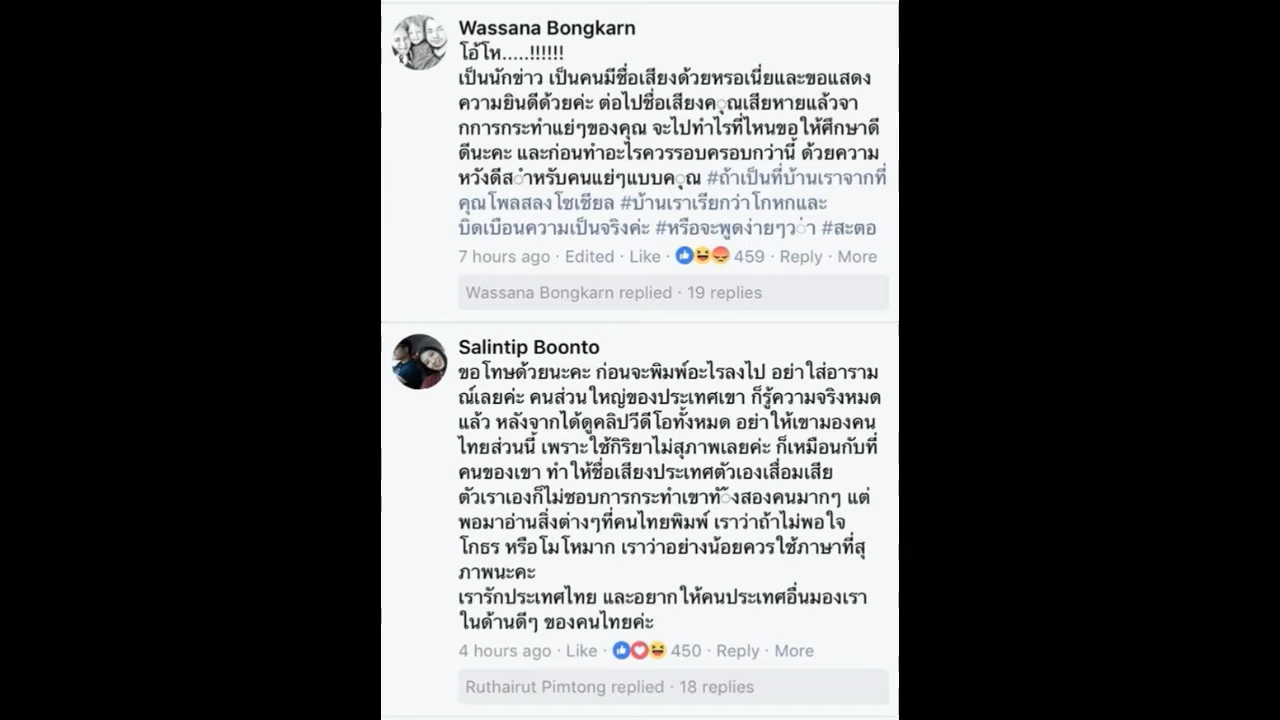 Wassana Bongkarn
โอ้โห.....!!!!!!
เป็นนักข่าว เป็นคนมีชื่อเสียงด้วยหรอเนี่ยและขอแสดง
ความยินดีด้วยค่ะ ต่อไปชื่อเสียงคุณเสียหายแล้วจา
กการกระทำแย่ๆของคุณ จะไปทำไรที่ไหนขอให้ศึกษาดี
ดีนะคะ และก่อนทำอะไรควรรอบครอบกว่านี้ ด้วยความ
หวังดีสำหรับคนแย่ๆแบบคุณ #ถ้าเป็นที่บ้านเราจากที่
คุณโพลสลงโซเชียล #บ้านเราเรียกว่าโกหกและ
บิดเบือนความเป็นจริงค่ะ #หรือจะพูดง่ายๆว่า #สะตอ
7 hours ago · Edited · Like · 459 · Reply · More
Wassana Bongkarn replied · 19 replies
Salintip Boonto
ขอโทษด้วยนะคะ ก่อนจะพิมพ์อะไรลงไป อย่าใส่อาราม
ณ์เลยค่ะ คนส่วนใหญ่ของประเทศเขา ก็รู้ความจริงหมด
แล้ว หลังจากได้ดูคลิปวีดีโอทั้งหมด อย่าให้เขามองคน
ไทยส่วนนี้ เพราะใช้กิริยาไม่สุภาพเลยค่ะ ก็เหมือนกับที่
คนของเขา ทำให้ชื่อเสียงประเทศตัวเองเสื่อมเสีย
ตัวเราเองก็ไม่ชอบการกระทำเขาทั้งสองคนมากๆ แต่
พอมาอ่านสิ่งต่างๆที่คนไทยพิมพ์ เราว่าถ้าไม่พอใจ
โกธร หรือโมโหมาก เราว่าอย่างน้อยควรใช้ภาษาที่สุ
ภาพนะคะ
เรารักประเทศไทย และอยากให้คนประเทศอื่นมองเรา
ในด้านดีๆ ของคนไทยค่ะ
4 hours ago · Like · 450 · Reply · More
Ruthairut Pimtong replied · 18 replies